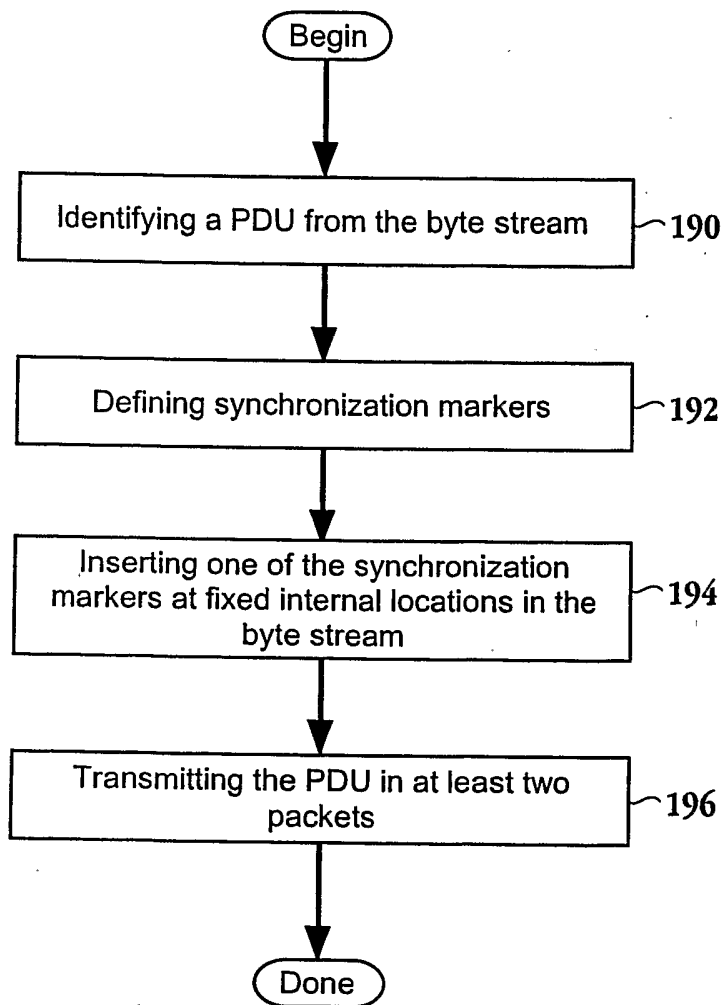 Begin
Identifying a PDU from the byte stream
190
Defining synchronization markers
192
Inserting one of the synchronization
markers at fixed internal locations in the
byte stream
194
Transmitting the PDU in at least two
packets
196
Done